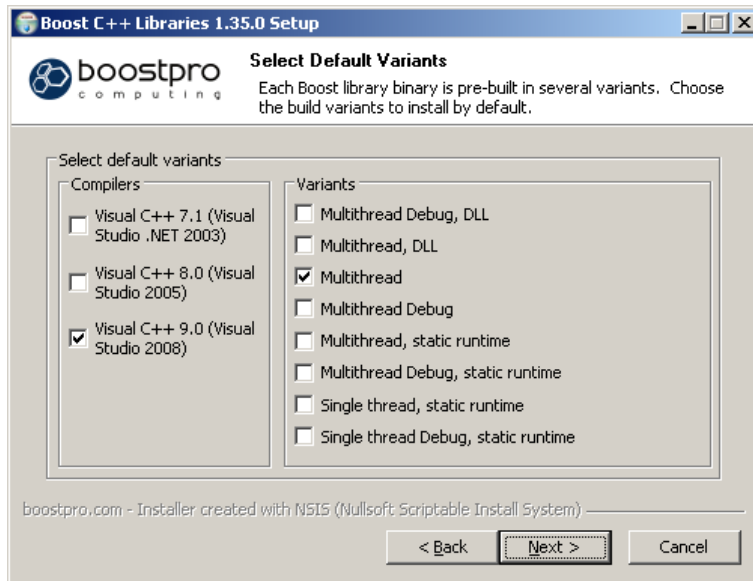 Boost C++ Libraries 1.35.0 Setup
boostpro
computing
Select Default Variants
Each Boost library binary is pre-built in several variants. Choose
the build variants to install by default.
Select default variants
Compilers
Visual C++ 7.1 (Visual
Studio .NET 2003)
Visual C++ 8.0 (Visual
Studio 2005)
Visual C++ 9.0 (Visual
Studio 2008)
Variants
Multithread Debug, DLL
Multithread, DLL
Multithread
Multithread Debug
Multithread, static runtime
Multithread Debug, static runtime
Single thread, static runtime
Single thread Debug, static runtime
boostpro.com - Installer created with NSIS (Nullsoft Scriptable Install System)
< Back
Next >
Cancel